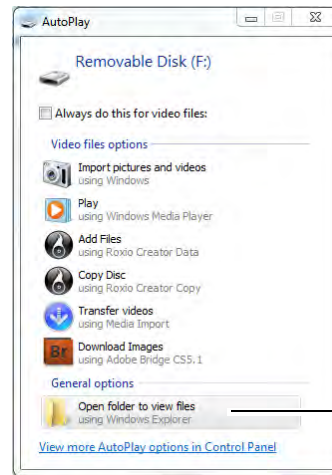 AutoPlay
Removable Disk (F:)
Always do this for video files:
Video files options
Import pictures and videos
using Windows
Play
using Windows Media Player
Add Files
using Roxio Creator Data
Copy Disc
using Roxio Creator Copy
Transfer videos
using Media Import
Br
Download Images
using Adobe Bridge CS5.1
General options
Open folder to view files
using Windows Explorer
View more AutoPlay options in Control Panel